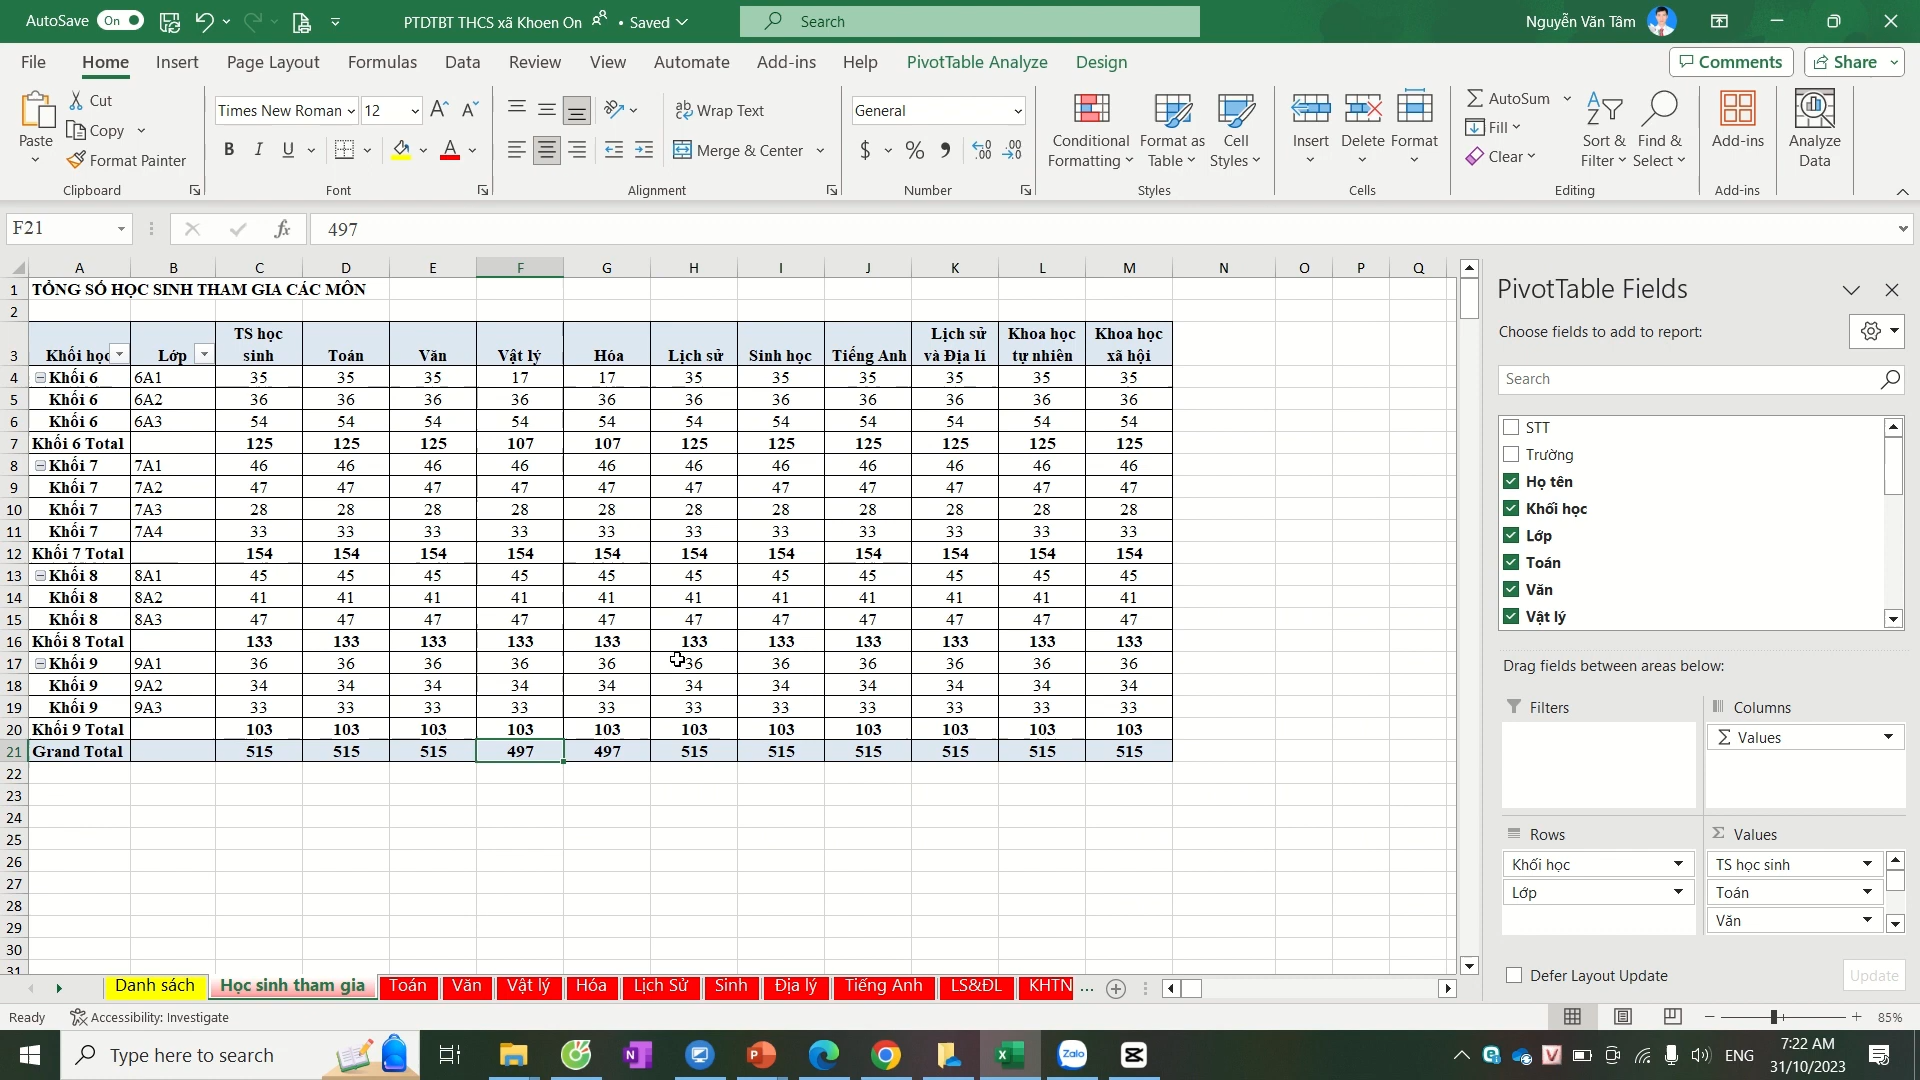 AutoSave On PTDTBT THCS xã Khoen On • Saved Search Nguyễn Văn Tâm
File Home Insert Page Layout Formulas Data Review View Automate Add-ins Help PivotTable Analyze Design Comments Share
Paste Cut Copy Format Painter Clipboard
Times New Roman 12 B I U A Font
Wrap Text Merge & Center Alignment
General $ % Number
Conditional Formatting Format as Table Cell Styles Styles
Insert Delete Format Cells
AutoSum Fill Clear Sort & Filter Find & Select Editing
Add-ins Add-ins Analyze Data
F21 fx 497
A B C D E F G H I J K L M N O P Q
1 TỔNG SỐ HỌC SINH THAM GIA CÁC MÔN
2
3 Khối học Lớp TS học sinh Toán Văn Vật lý Hóa Lịch sử Sinh học Tiếng Anh Lịch sử và Địa lí Khoa học tự nhiên Khoa học xã hội
4 Khối 6 6A1 35 35 35 17 17 35 35 35 35 35 35
5 Khối 6 6A2 36 36 36 36 36 36 36 36 36 36 36
6 Khối 6 6A3 54 54 54 54 54 54 54 54 54 54 54
7 Khối 6 Total 125 125 125 107 107 125 125 125 125 125 125
8 Khối 7 7A1 46 46 46 46 46 46 46 46 46 46 46
9 Khối 7 7A2 47 47 47 47 47 47 47 47 47 47 47
10 Khối 7 7A3 28 28 28 28 28 28 28 28 28 28 28
11 Khối 7 7A4 33 33 33 33 33 33 33 33 33 33 33
12 Khối 7 Total 154 154 154 154 154 154 154 154 154 154 154
13 Khối 8 8A1 45 45 45 45 45 45 45 45 45 45 45
14 Khối 8 8A2 41 41 41 41 41 41 41 41 41 41 41
15 Khối 8 8A3 47 47 47 47 47 47 47 47 47 47 47
16 Khối 8 Total 133 133 133 133 133 133 133 133 133 133 133
17 Khối 9 9A1 36 36 36 36 36 36 36 36 36 36 36
18 Khối 9 9A2 34 34 34 34 34 34 34 34 34 34 34
19 Khối 9 9A3 33 33 33 33 33 33 33 33 33 33 33
20 Khối 9 Total 103 103 103 103 103 103 103 103 103 103 103
21 Grand Total 515 515 515 497 497 515 515 515 515 515 515
22
23
24
25
26
27
28
29
30
31
PivotTable Fields
Choose fields to add to report:
Search
STT
Trường
Họ tên
Khối học
Lớp
Toán
Văn
Vật lý
Drag fields between areas below:
Filters Columns
Values
Rows Values
Khối học TS học sinh
Lớp Toán
Văn
Defer Layout Update Update
Danh sách Học sinh tham gia Toán Văn Vật lý Hóa Lịch Sử Sinh Địa lý Tiếng Anh LS&ĐL KHTN ...
Ready Accessibility: Investigate 85%
Type here to search Zalo ENG 7:22 AM
31/10/2023